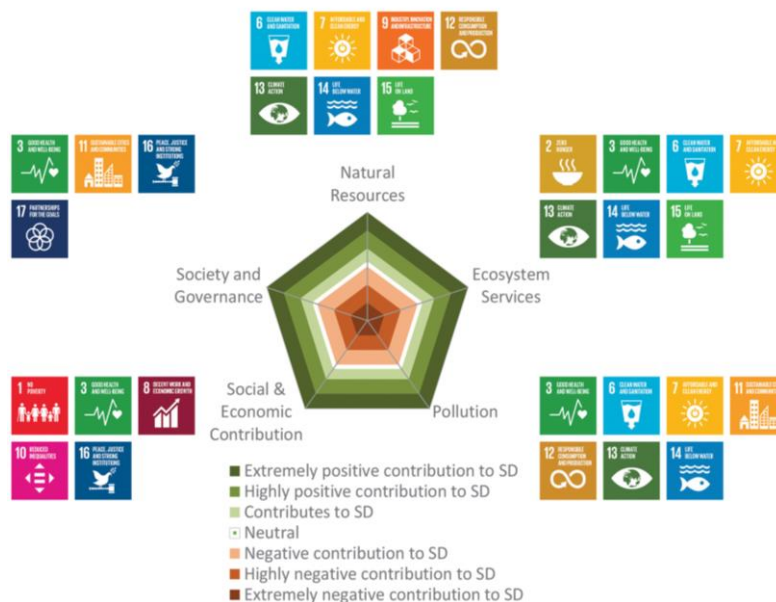 6 CLEAN WATER
AND SANITATION
7 AFFORDABLE AND
CLEAN ENERGY
9 INDUSTRY, INNOVATION
AND INFRASTRUCTURE
12 RESPONSIBLE
CONSUMPTION
AND PRODUCTION
13 CLIMATE
ACTION
14 LIFE
BELOW WATER
15 LIFE
ON LAND
3 GOOD HEALTH
AND WELL-BEING
11 SUSTAINABLE CITIES
AND COMMUNITIES
16 PEACE, JUSTICE
AND STRONG
INSTITUTIONS
17 PARTNERSHIPS
FOR THE GOALS
2 ZERO
HUNGER
3 GOOD HEALTH
AND WELL-BEING
6 CLEAN WATER
AND SANITATION
7 AFFORDABLE AND
CLEAN ENERGY
13 CLIMATE
ACTION
14 LIFE
BELOW WATER
15 LIFE
ON LAND
Natural
Resources
Society and
Governance
Ecosystem
Services
Social &
Economic
Contribution
Pollution
1 NO
POVERTY
3 GOOD HEALTH
AND WELL-BEING
8 DECENT WORK AND
ECONOMIC GROWTH
10 REDUCED
INEQUALITIES
16 PEACE, JUSTICE
AND STRONG
INSTITUTIONS
3 GOOD HEALTH
AND WELL-BEING
6 CLEAN WATER
AND SANITATION
7 AFFORDABLE AND
CLEAN ENERGY
11 SUSTAINABLE
AND
12 RESPONSIBLE
CONSUMPTION
AND PRODUCTION
13 CLIMATE
ACTION
14 LIFE
BELOW WATER
Extremely positive contribution to SD
Highly positive contribution to SD
Contributes to SD
Neutral
Negative contribution to SD
Highly negative contribution to SD
Extremely negative contribution to SD